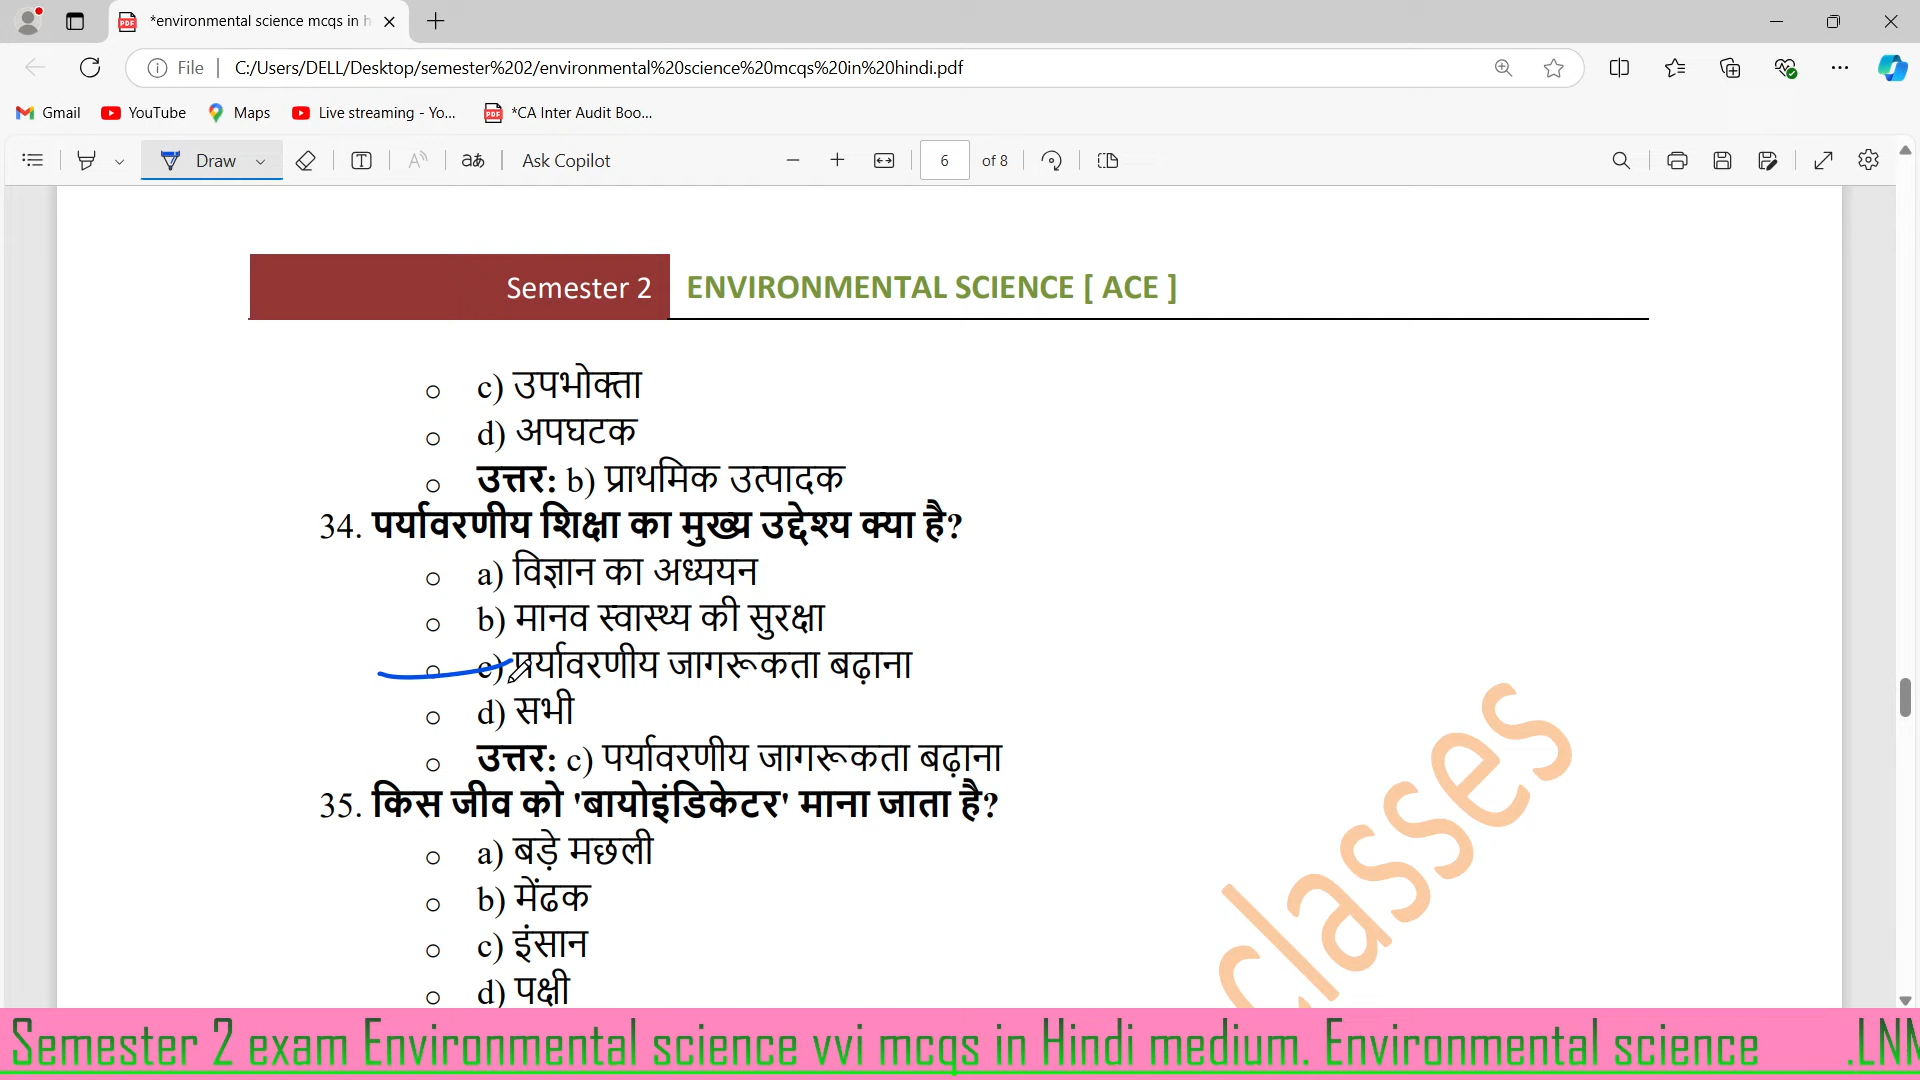 *environmental science mcqs in h
File
C:/Users/DELL/Desktop/semester%202/environmental%20science%20mcqs%20in%20hindi.pdf
Gmail
YouTube
Maps
Live streaming - Yo...
*CA Inter Audit Boo...
Draw
Ask Copilot
6
of 8
Semester 2
ENVIRONMENTAL SCIENCE [ ACE ]
c) उपभोक्ता
d) अपघटक
उत्तर: b) प्राथमिक उत्पादक
34. पर्यावरणीय शिक्षा का मुख्य उद्देश्य क्या है?
a) विज्ञान का अध्ययन
b) मानव स्वास्थ्य की सुरक्षा
c) पर्यावरणीय जागरूकता बढ़ाना
d) सभी
उत्तर: c) पर्यावरणीय जागरूकता बढ़ाना
35. किस जीव को 'बायोइंडिकेटर' माना जाता है?
a) बड़े मछली
b) मेंढक
c) इंसान
d) पक्षी
classes
Semester 2 exam Environmental science vvi mcqs in Hindi medium. Environmental science .LNM